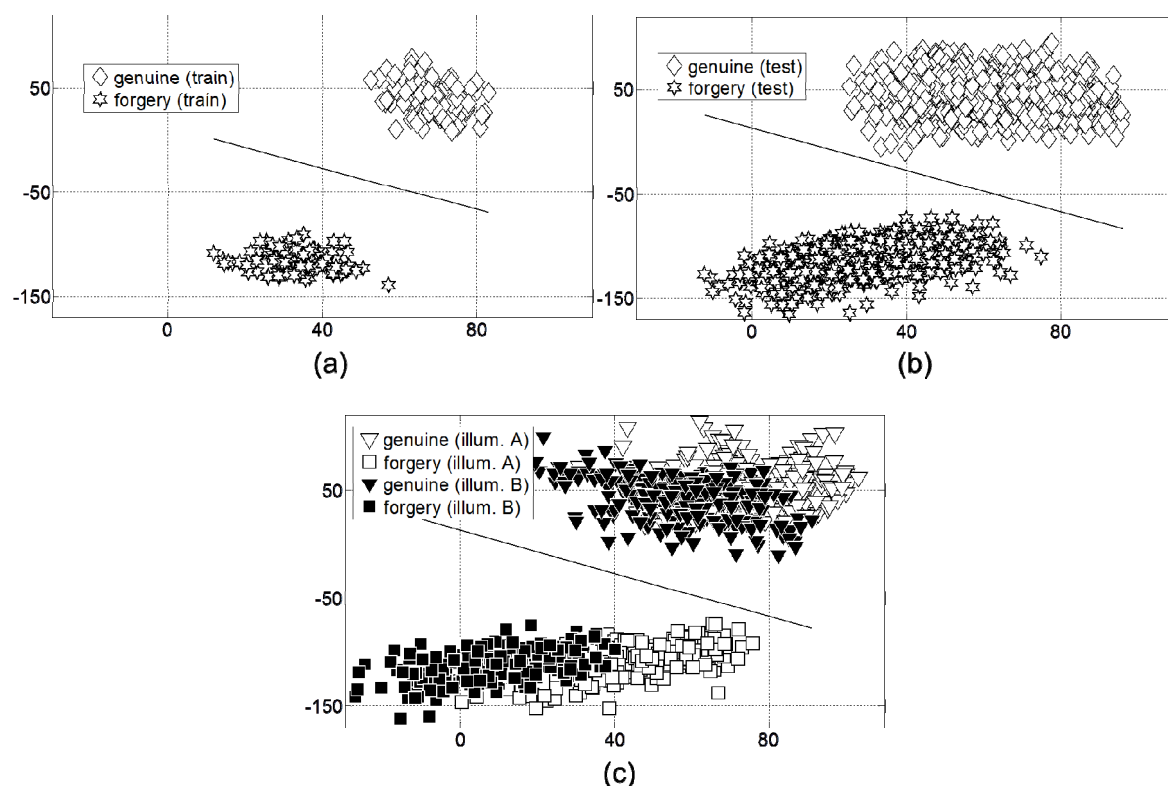 genuine (train)
forgery (train)
50
-50
-150
0
40
80
(a)
genuine (test)
forgery (test)
50
-50
-150
0
40
80
(b)
genuine (illum. A)
forgery (illum. A)
genuine (illum. B)
forgery (illum. B)
50
-50
-150
0
40
80
(c)